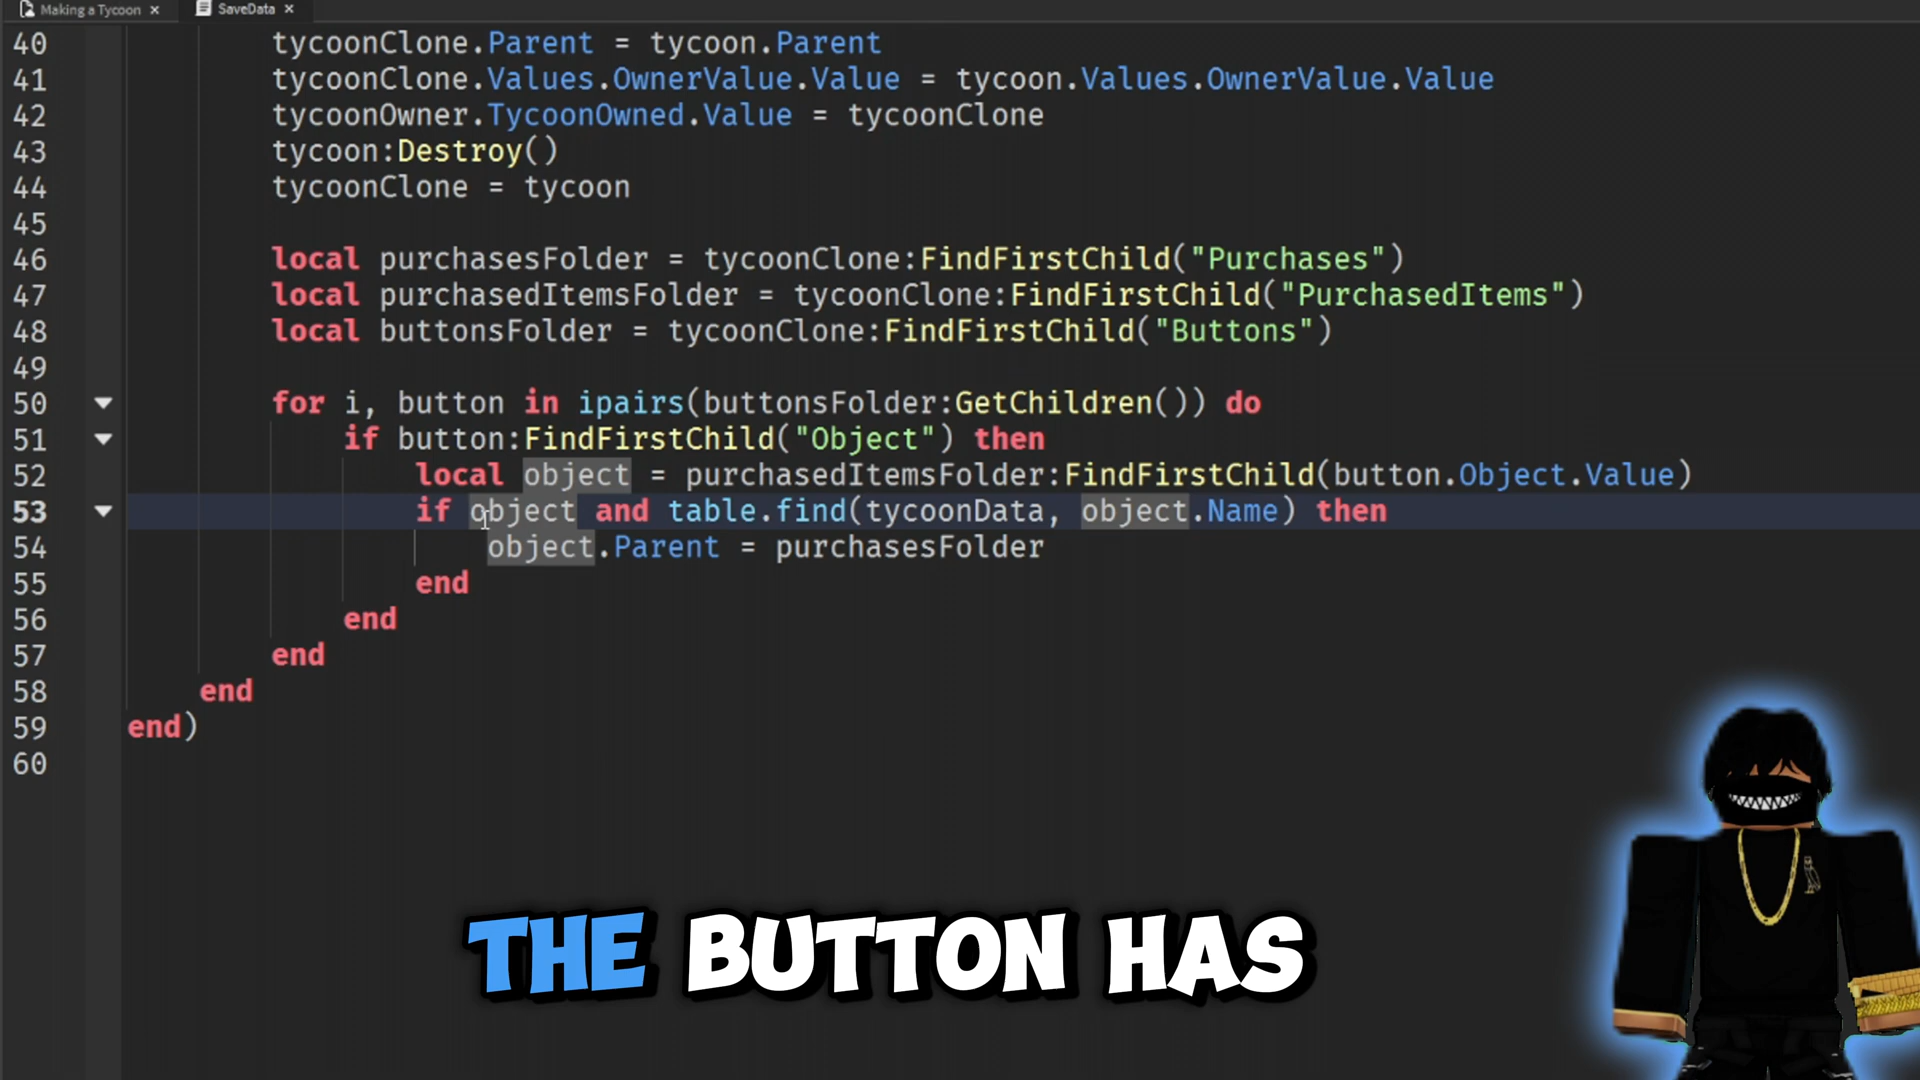 Making a Tycoon × SaveData ×
40 tycoonClone.Parent = tycoon.Parent
41 tycoonClone.Values.OwnerValue.Value = tycoon.Values.OwnerValue.Value
42 tycoonOwner.TycoonOwned.Value = tycoonClone
43 tycoon:Destroy()
44 tycoonClone = tycoon
45
46 local purchasesFolder = tycoonClone:FindFirstChild("Purchases")
47 local purchasedItemsFolder = tycoonClone:FindFirstChild("PurchasedItems")
48 local buttonsFolder = tycoonClone:FindFirstChild("Buttons")
49
50 for i, button in ipairs(buttonsFolder:GetChildren()) do
51 if button:FindFirstChild("Object") then
52 local object = purchasedItemsFolder:FindFirstChild(button.Object.Value)
53 if object and table.find(tycoonData, object.Name) then
54 object.Parent = purchasesFolder
55 end
56 end
57 end
58 end
59 end)
60
THE BUTTON HAS